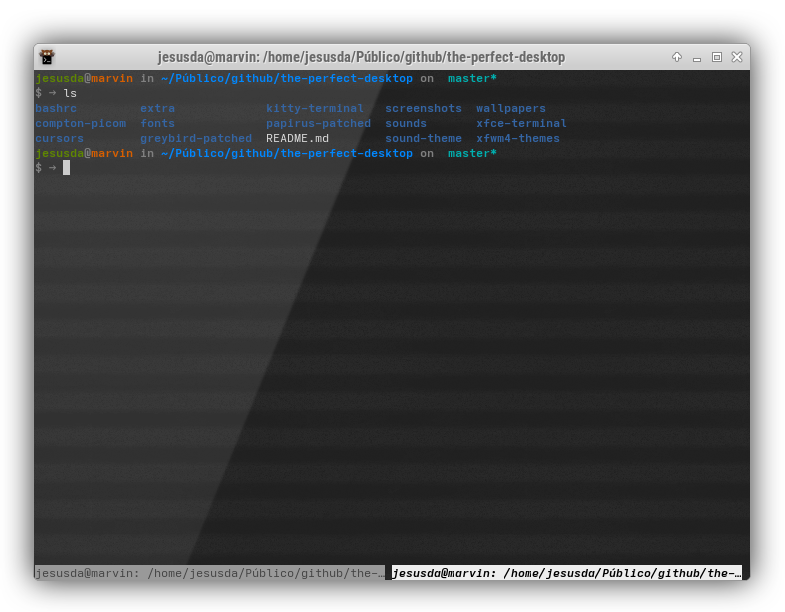 jesusda@marvin: /home/jesusda/Público/github/the-perfect-desktop
jesusda@marvin in ~/Público/github/the-perfect-desktop on  master*
$ → ls
bashrc extra kitty-terminal screenshots wallpapers
compton-picom fonts papirus-patched sounds xfce-terminal
cursors greybird-patched README.md sound-theme xfwm4-themes
jesusda@marvin in ~/Público/github/the-perfect-desktop on  master*
$ →
jesusda@marvin: /home/jesusda/Público/github/the-… jesusda@marvin: /home/jesusda/Público/github/the-…